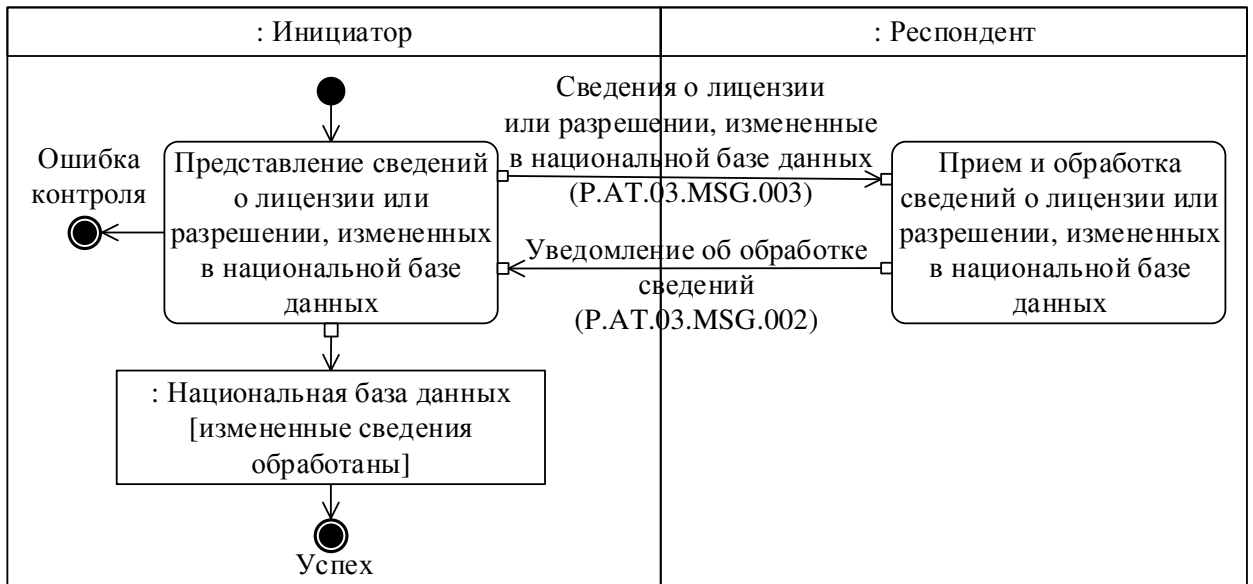 : Инициатор
: Респондент
Сведения о лицензии
или разрешении, измененные
в национальной базе данных
(P.AT.03.MSG.003)
Ошибка
контроля
Представление сведений
о лицензии или
разрешении, измененных
в национальной базе
данных
Прием и обработка
сведений о лицензии или
разрешении, измененных
в национальной базе
данных
Уведомление об обработке
сведений
(P.AT.03.MSG.002)
: Национальная база данных
[измененные сведения
обработаны]
Успех